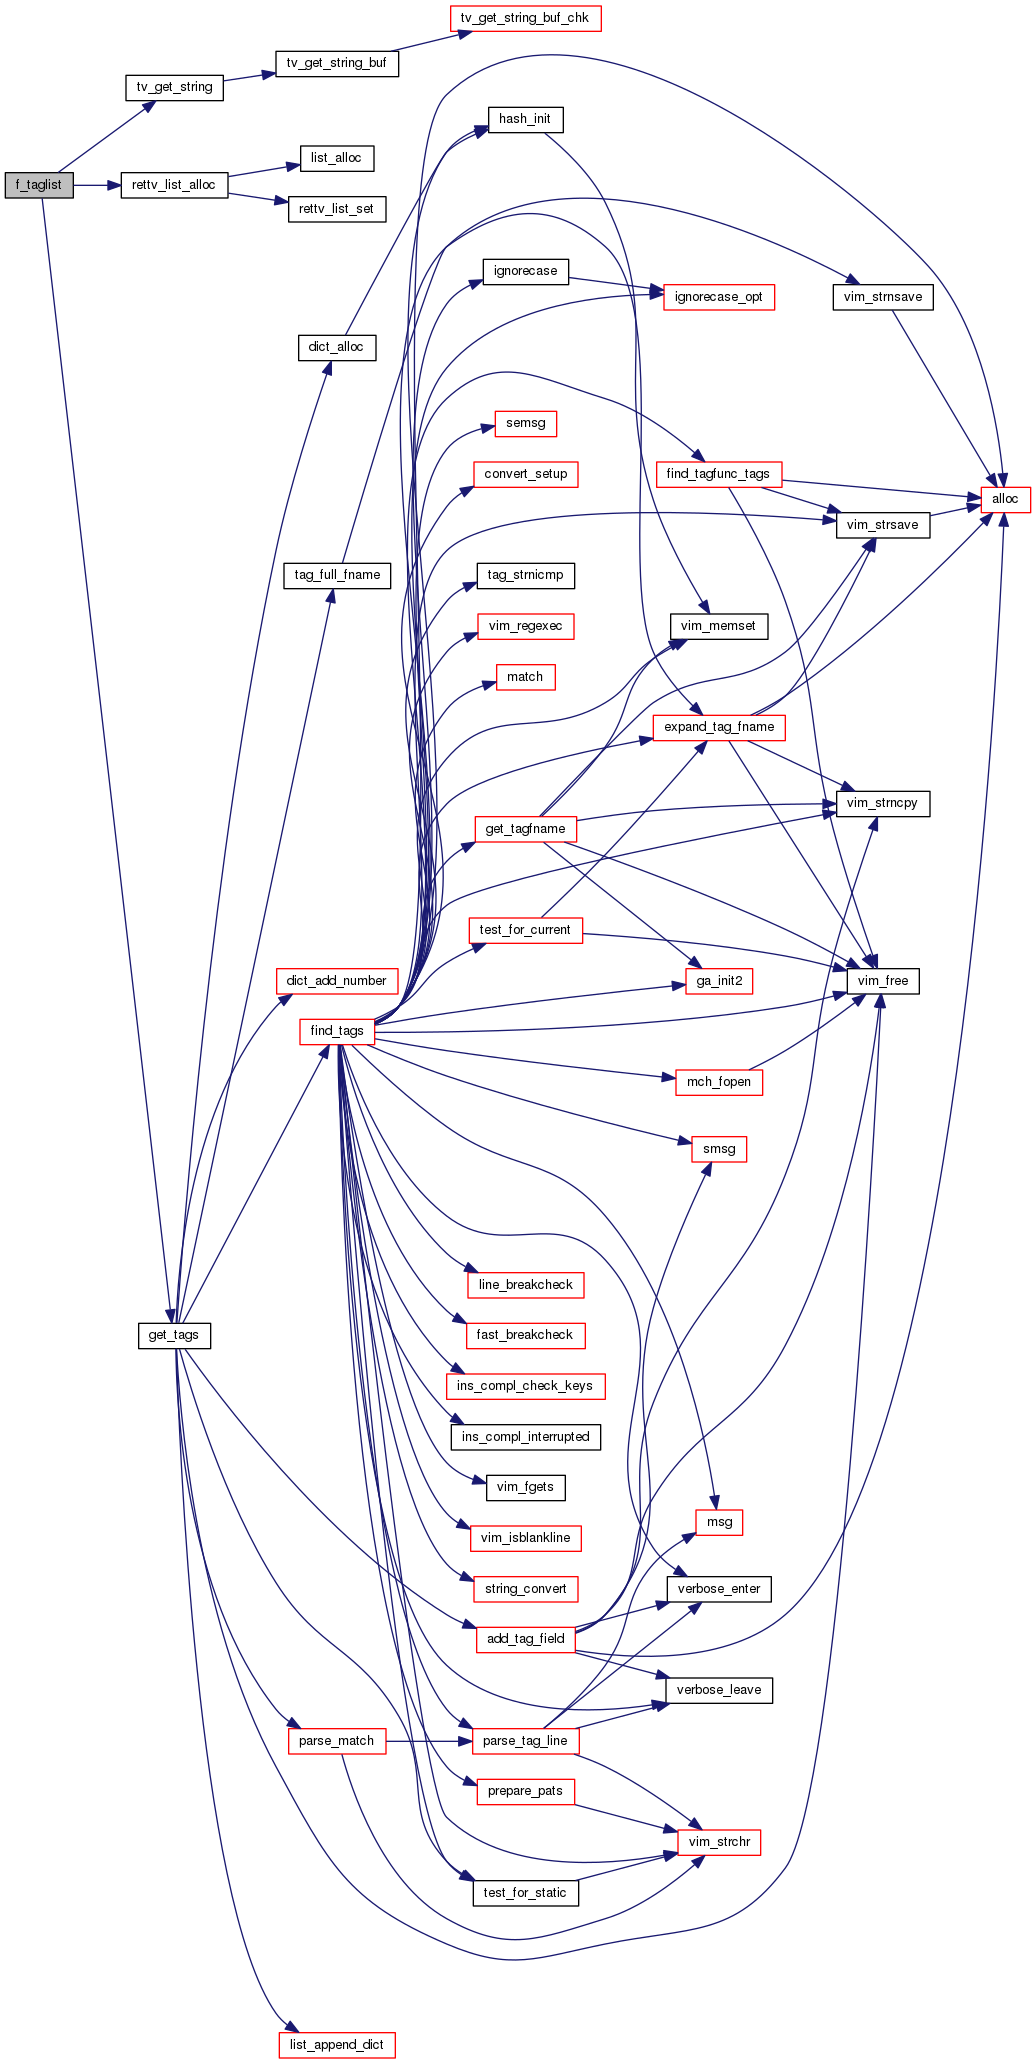 tv_get_string_buf_chk
tv_get_string_buf
tv_get_string
hash_init
list_alloc
f_taglist
rettv_list_alloc
rettv_list_set
ignorecase
ignorecase_opt
vim_strnsave
dict_alloc
semsg
convert_setup
find_tagfunc_tags
alloc
vim_strsave
tag_full_fname
tag_strnicmp
vim_regexec
vim_memset
match
expand_tag_fname
vim_strncpy
get_tagfname
test_for_current
dict_add_number
ga_init2
vim_free
find_tags
mch_fopen
smsg
line_breakcheck
get_tags
fast_breakcheck
ins_compl_check_keys
ins_compl_interrupted
vim_fgets
msg
vim_isblankline
string_convert
verbose_enter
add_tag_field
verbose_leave
parse_match
parse_tag_line
prepare_pats
vim_strchr
test_for_static
list_append_dict